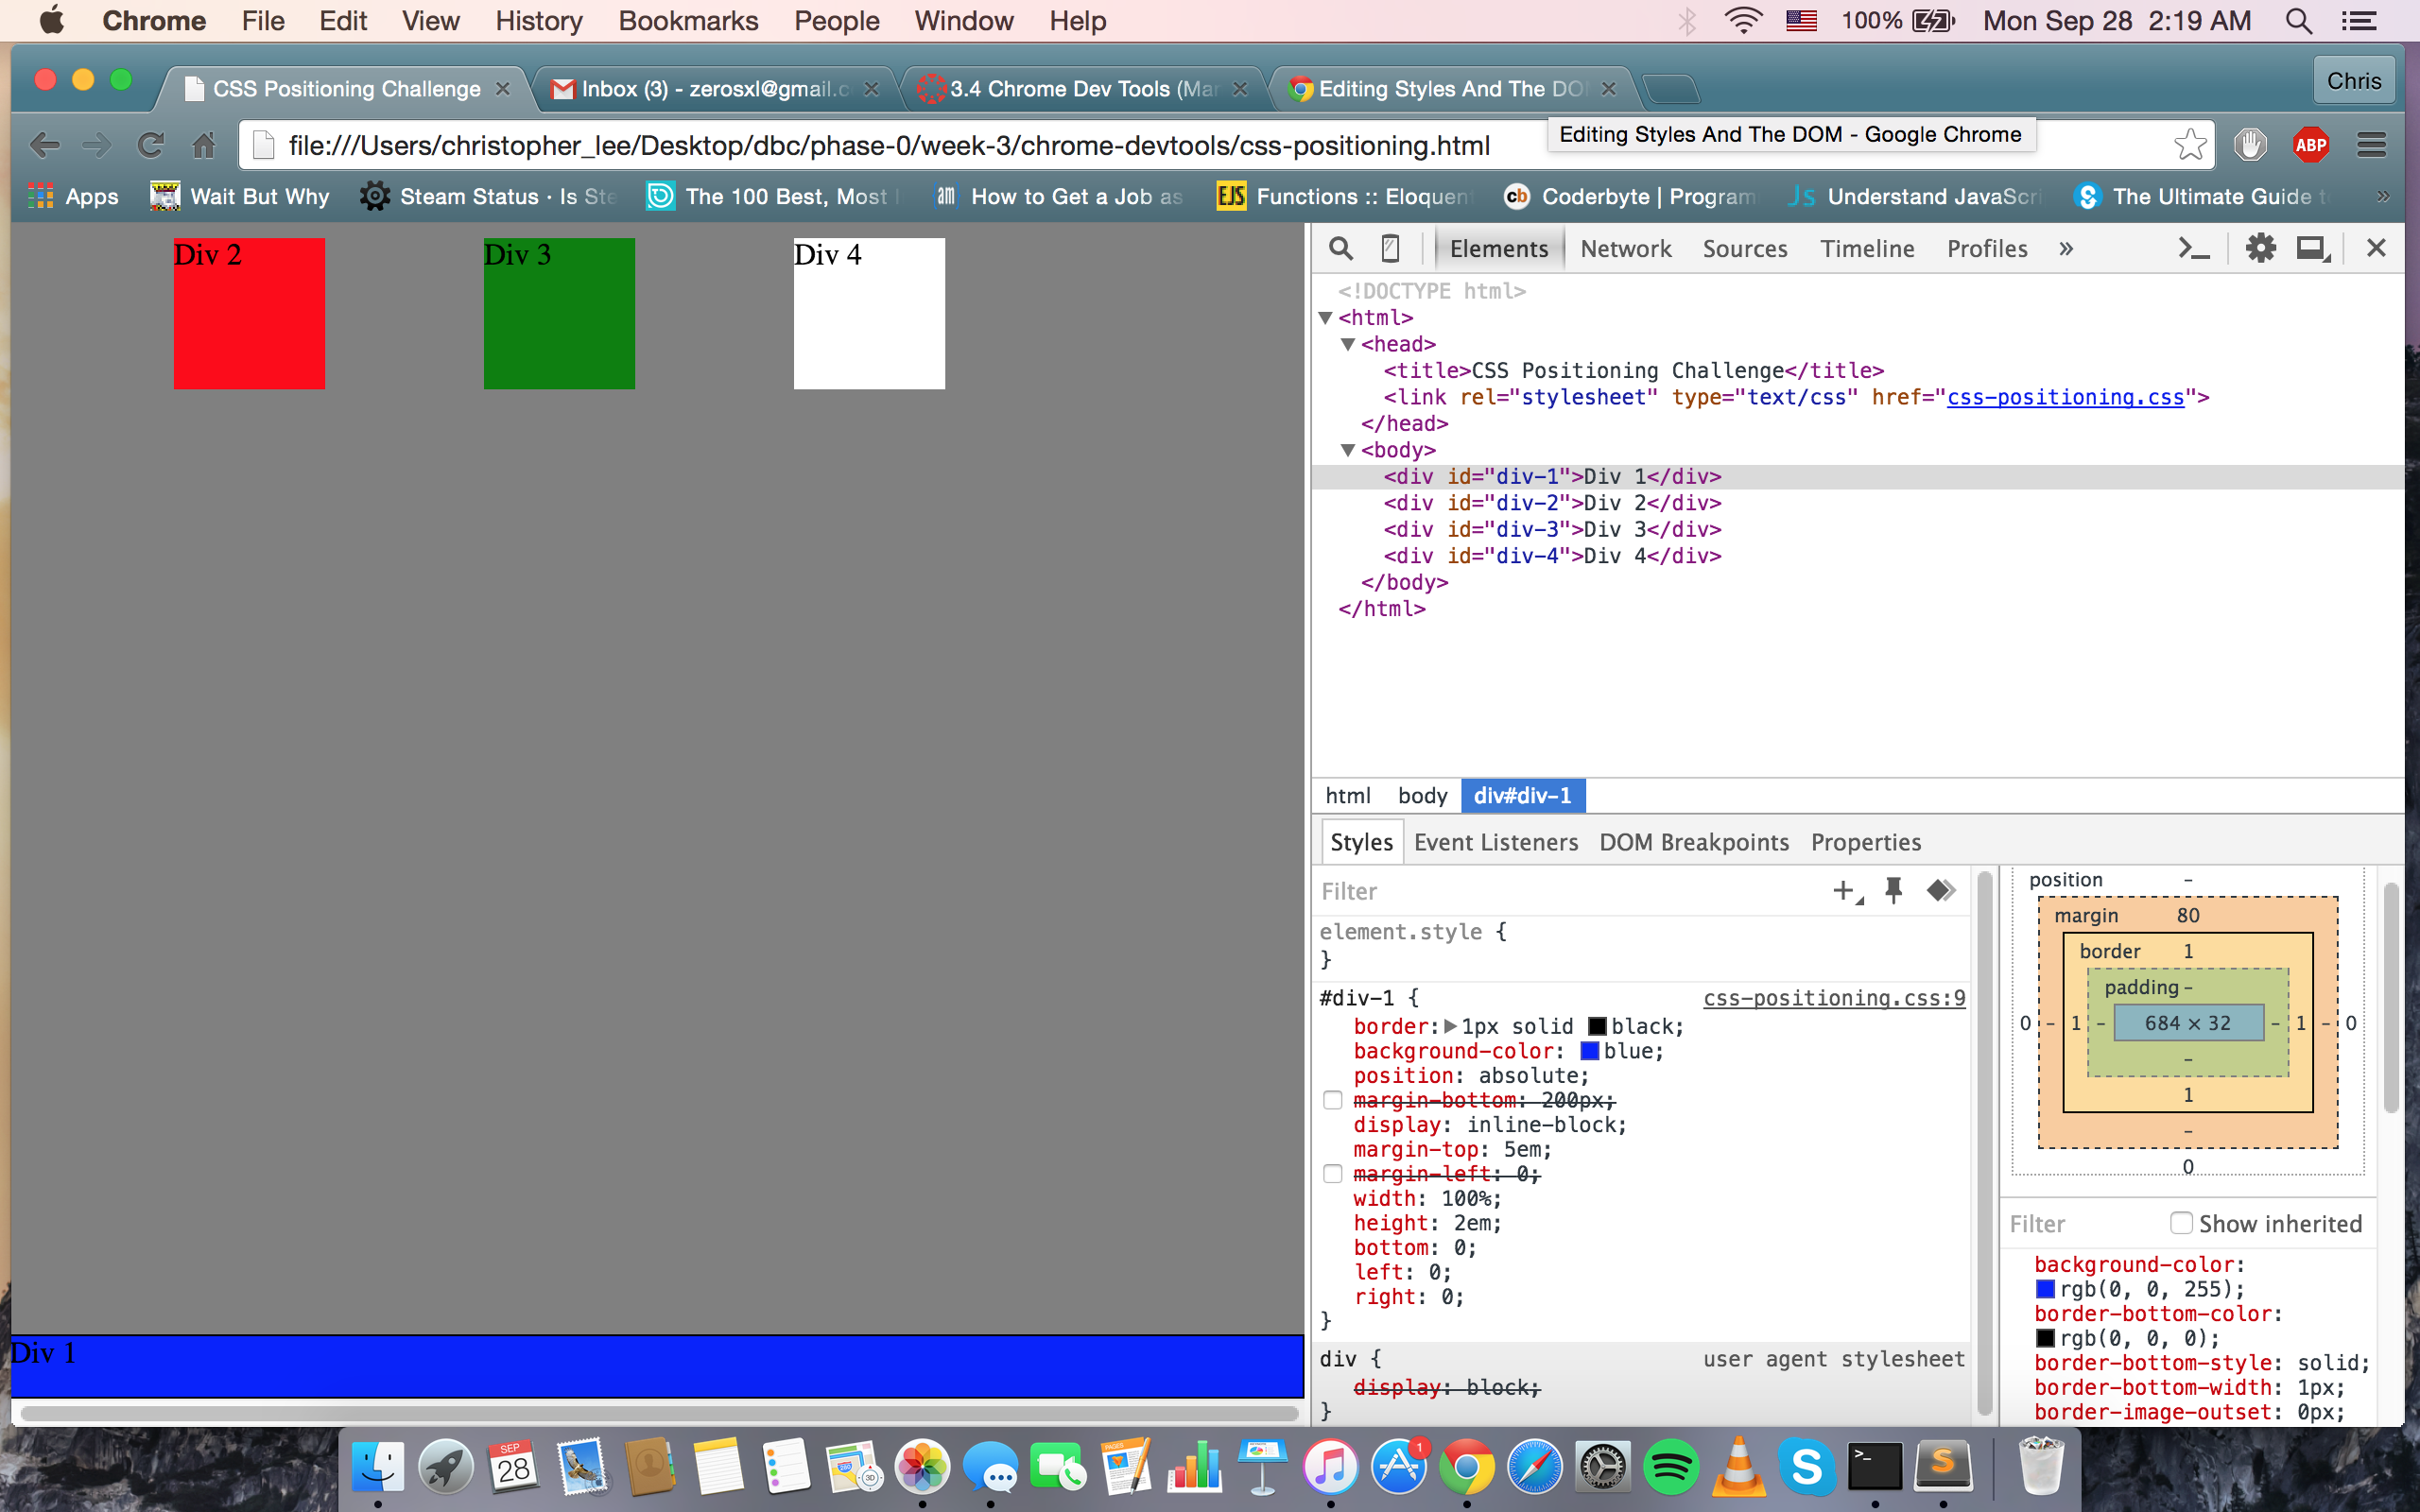 Chrome File Edit View History Bookmarks People Window Help 100% Mon Sep 28 2:19 AM
CSS Positioning Challenge Inbox (3) - zerosxl@gmail.c 3.4 Chrome Dev Tools (Mar Editing Styles And The DO Chris
file:///Users/christopher_lee/Desktop/dbc/phase-0/week-3/chrome-devtools/css-positioning.html Editing Styles And The DOM - Google Chrome ABP
Apps Wait But Why Steam Status · Is Ste The 100 Best, Most am How to Get a Job as EJS Functions :: Eloquent cb Coderbyte | Program JS Understand JavaScri The Ultimate Guide t »
Div 2 Div 3 Div 4
Div 1
Elements Network Sources Timeline Profiles »
<!DOCTYPE html>
<html>
<head>
<title>CSS Positioning Challenge</title>
<link rel="stylesheet" type="text/css" href="css-positioning.css">
</head>
<body>
<div id="div-1">Div 1</div>
<div id="div-2">Div 2</div>
<div id="div-3">Div 3</div>
<div id="div-4">Div 4</div>
</body>
</html>
html body div#div-1
Styles Event Listeners DOM Breakpoints Properties
Filter
element.style {
}
#div-1 { css-positioning.css:9
border: 1px solid black;
background-color: blue;
position: absolute;
margin-bottom: 200px;
display: inline-block;
margin-top: 5em;
margin-left: 0;
width: 100%;
height: 2em;
bottom: 0;
left: 0;
right: 0;
}
div { user agent stylesheet
display: block;
}
position -
margin 80
border 1
padding -
0 - 1 - 684 × 32 - 1 - 0
-
1
-
0
Filter Show inherited
background-color:
rgb(0, 0, 255);
border-bottom-color:
rgb(0, 0, 0);
border-bottom-style: solid;
border-bottom-width: 1px;
border-image-outset: 0px;
SEP
28
PAGES
1